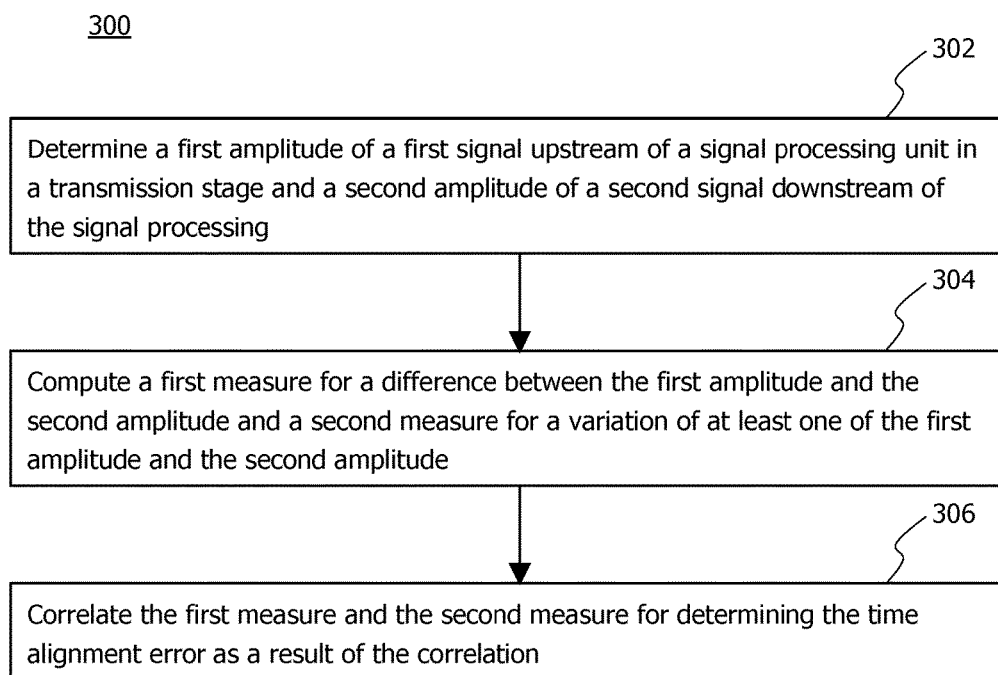 300
302
Determine a first amplitude of a first signal upstream of a signal processing unit in
a transmission stage and a second amplitude of a second signal downstream of
the signal processing
304
Compute a first measure for a difference between the first amplitude and the
second amplitude and a second measure for a variation of at least one of the first
amplitude and the second amplitude
306
Correlate the first measure and the second measure for determining the time
alignment error as a result of the correlation